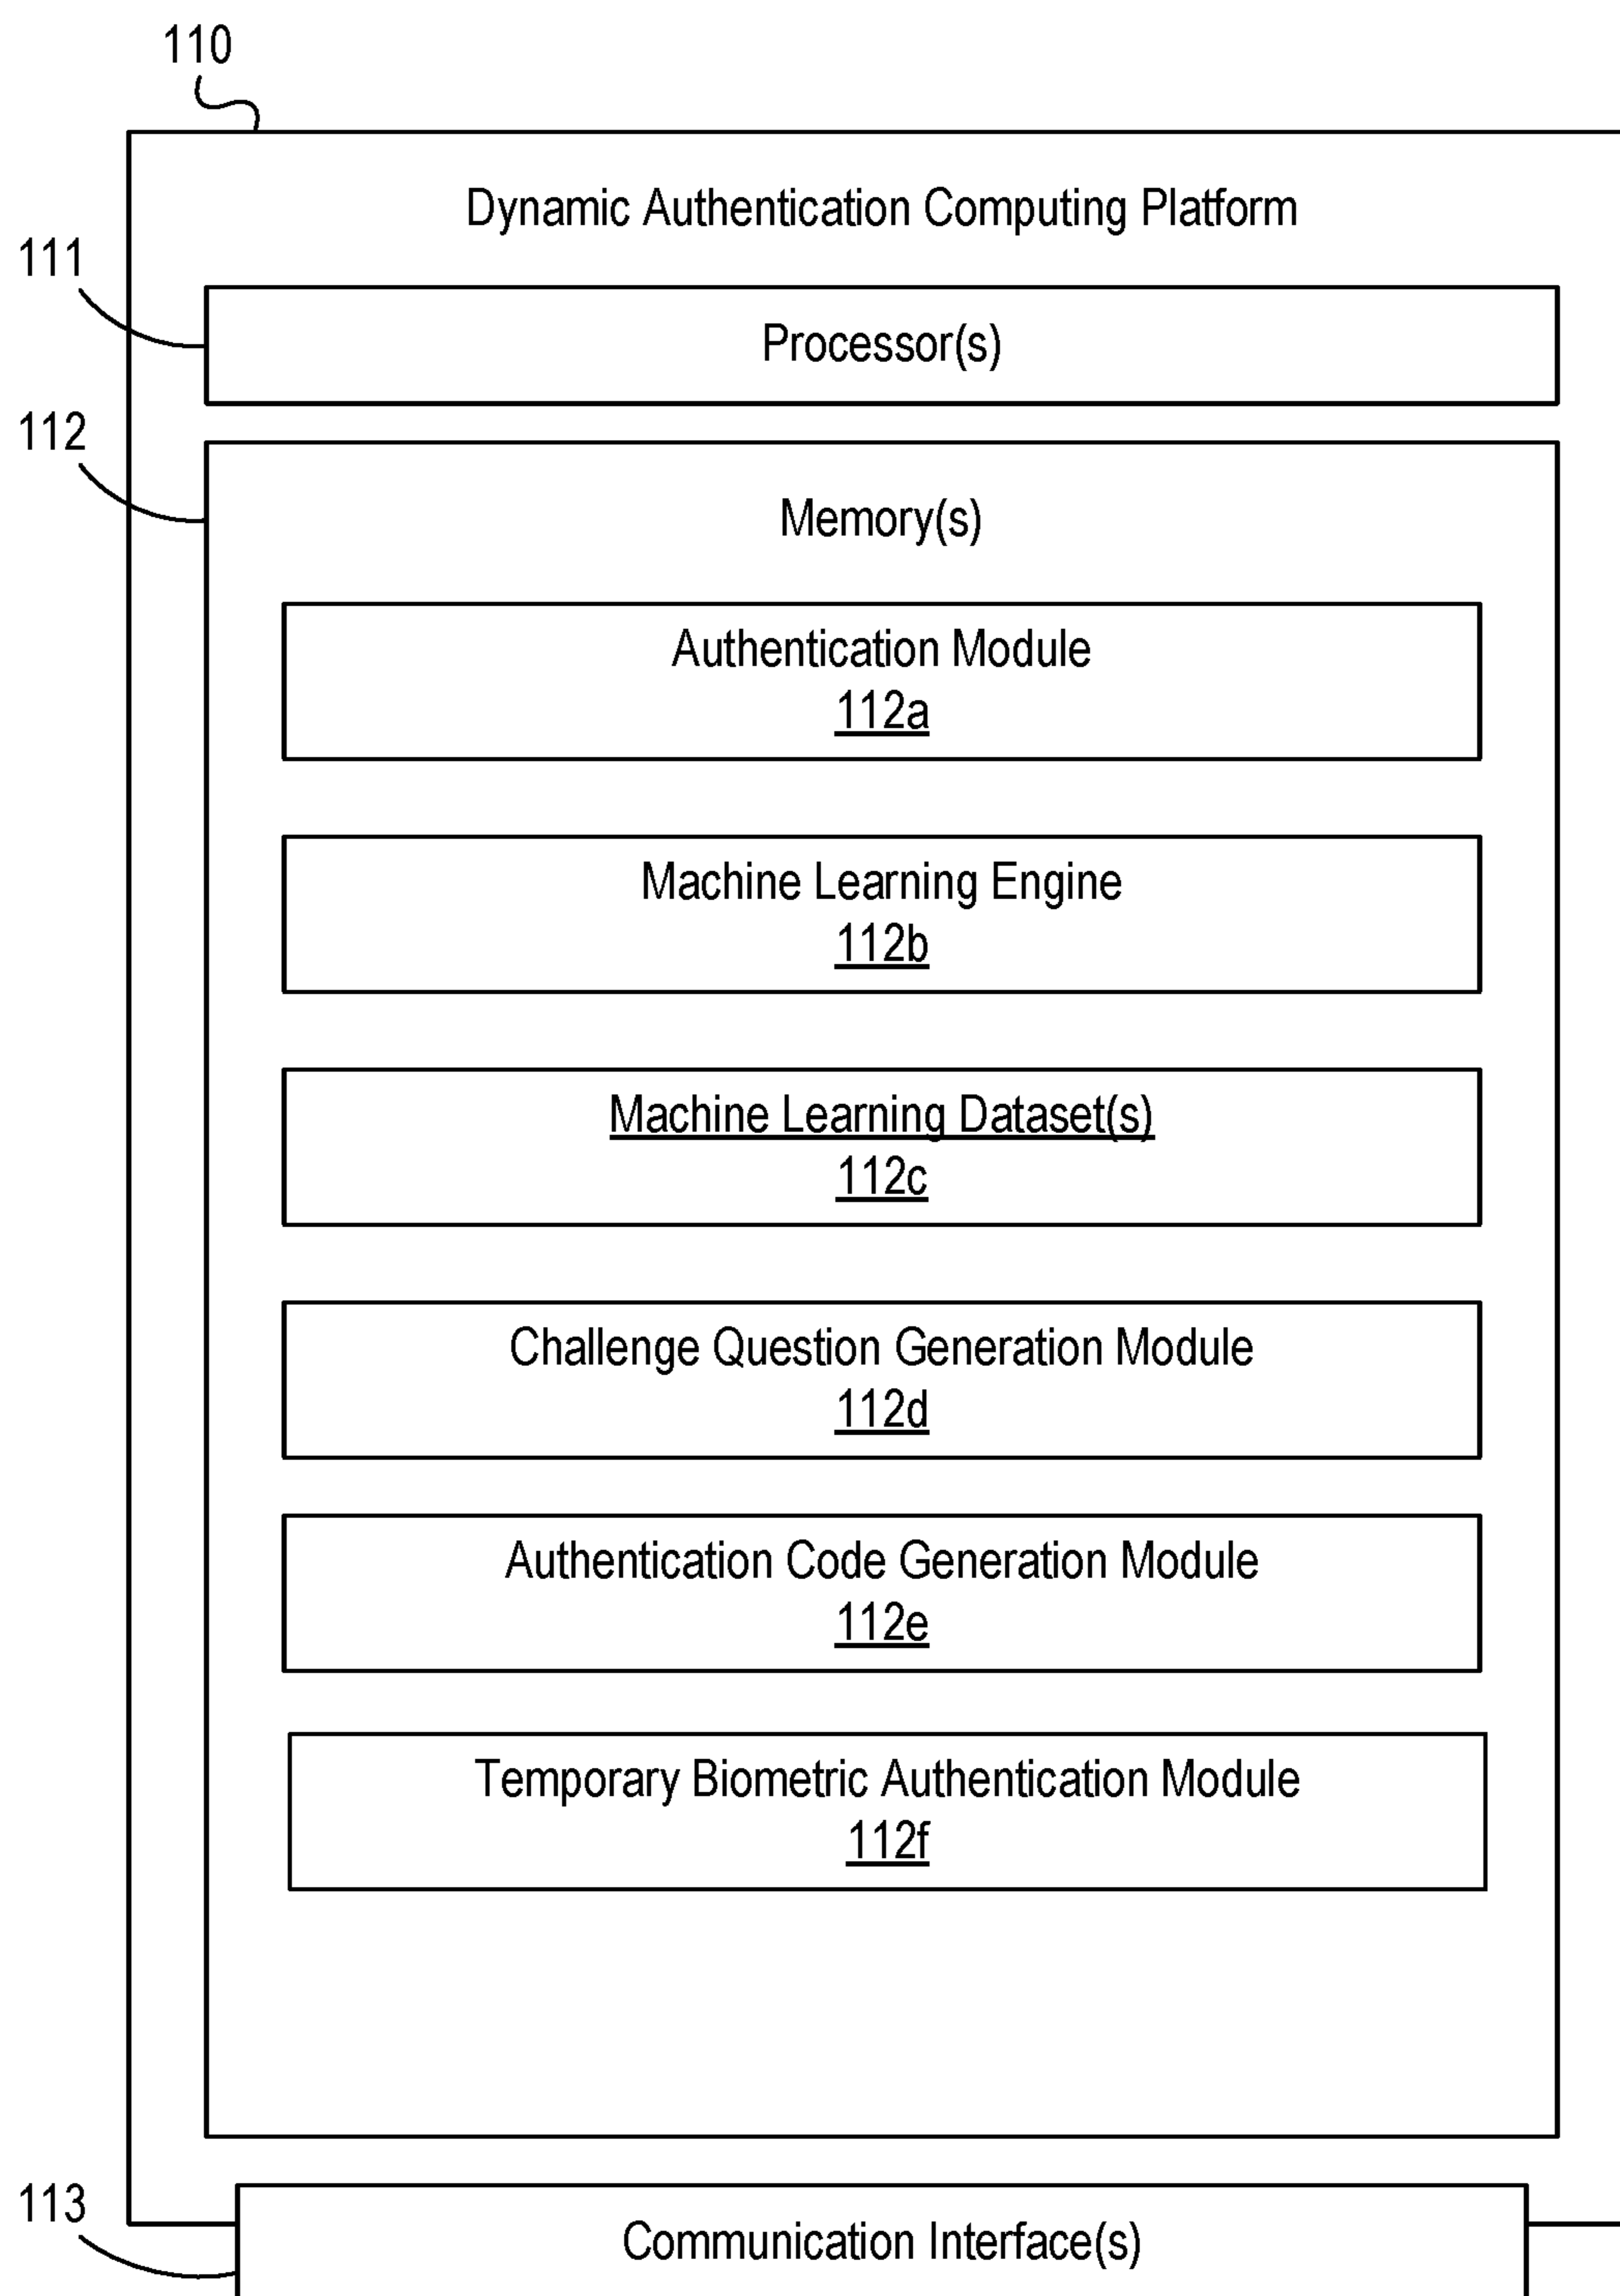 110
Dynamic Authentication Computing Platform
111
Processor(s)
112
Memory(s)
Authentication Module
112a
Machine Learning Engine
112b
Machine Learning Dataset(s)
112c
Challenge Question Generation Module
112d
Authentication Code Generation Module
112e
Temporary Biometric Authentication Module
112f
113
Communication Interface(s)